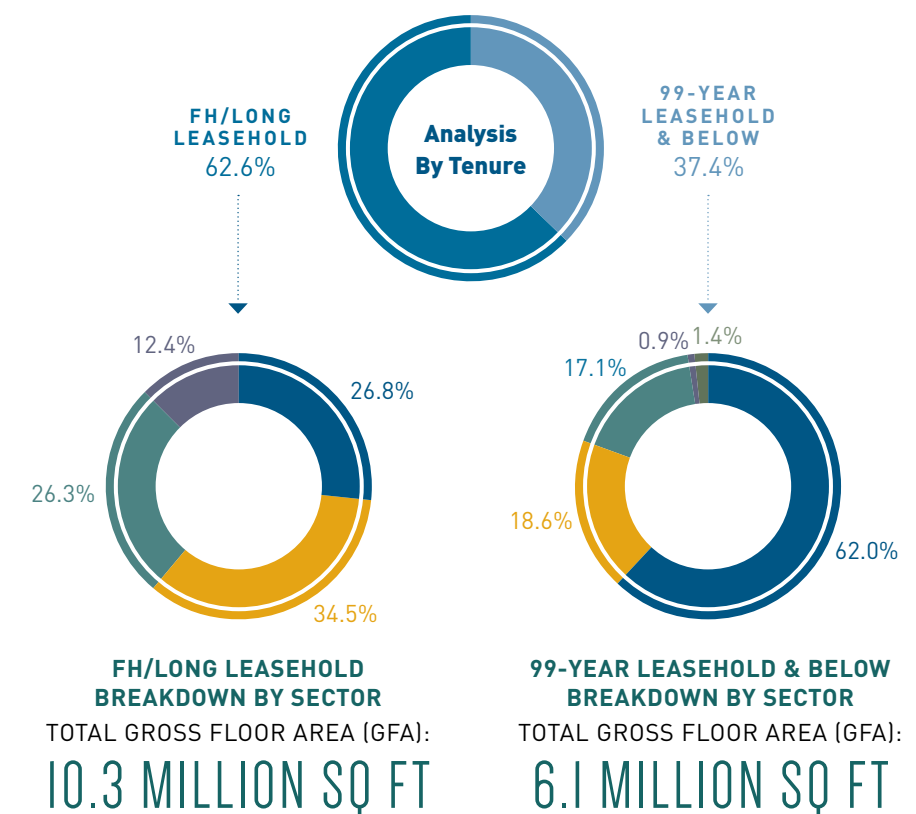 Analysis
By Tenure
FH/LONG
LEASEHOLD
62.6%
99-YEAR
LEASEHOLD
& BELOW
37.4%
12.4%
26.8%
26.3%
34.5%
0.9%
1.4%
17.1%
18.6%
62.0%
FH/LONG LEASEHOLD
BREAKDOWN BY SECTOR
TOTAL GROSS FLOOR AREA (GFA):
10.3 MILLION SQ FT
99-YEAR LEASEHOLD & BELOW
BREAKDOWN BY SECTOR
TOTAL GROSS FLOOR AREA (GFA):
6.1 MILLION SQ FT